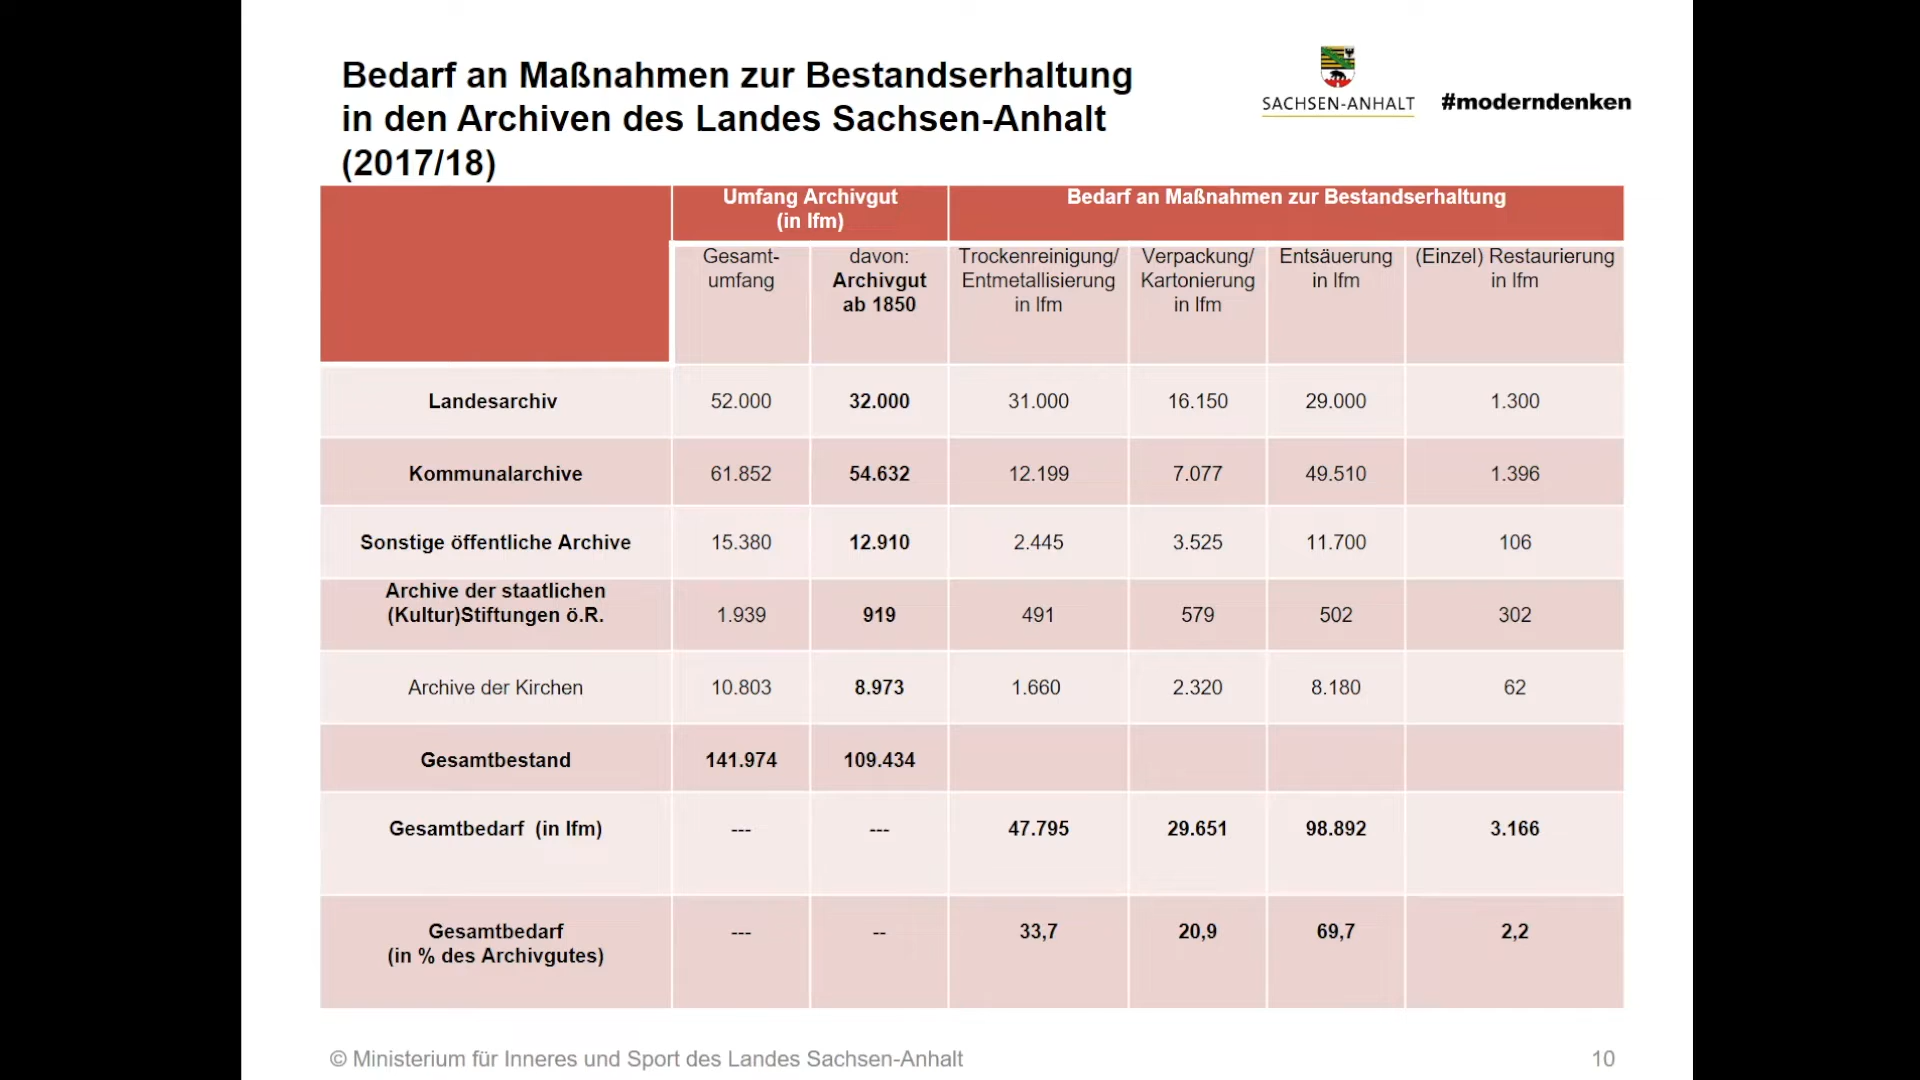 Bedarf an Maßnahmen zur Bestandserhaltung
in den Archiven des Landes Sachsen-Anhalt
(2017/18)
SACHSEN-ANHALT #moderndenken
Umfang Archivgut
(in lfm)
Bedarf an Maßnahmen zur Bestandserhaltung
Gesamt-
umfang
davon:
Archivgut
ab 1850
Trockenreinigung/
Entmetallisierung
in lfm
Verpackung/
Kartonierung
in lfm
Entsäuerung
in lfm
(Einzel) Restaurierung
in lfm
Landesarchiv 52.000 32.000 31.000 16.150 29.000 1.300
Kommunalarchive 61.852 54.632 12.199 7.077 49.510 1.396
Sonstige öffentliche Archive 15.380 12.910 2.445 3.525 11.700 106
Archive der staatlichen
(Kultur)Stiftungen ö.R. 1.939 919 491 579 502 302
Archive der Kirchen 10.803 8.973 1.660 2.320 8.180 62
Gesamtbestand 141.974 109.434
Gesamtbedarf (in lfm) --- --- 47.795 29.651 98.892 3.166
Gesamtbedarf --- -- 33,7 20,9 69,7 2,2
(in % des Archivgutes)
© Ministerium für Inneres und Sport des Landes Sachsen-Anhalt 10